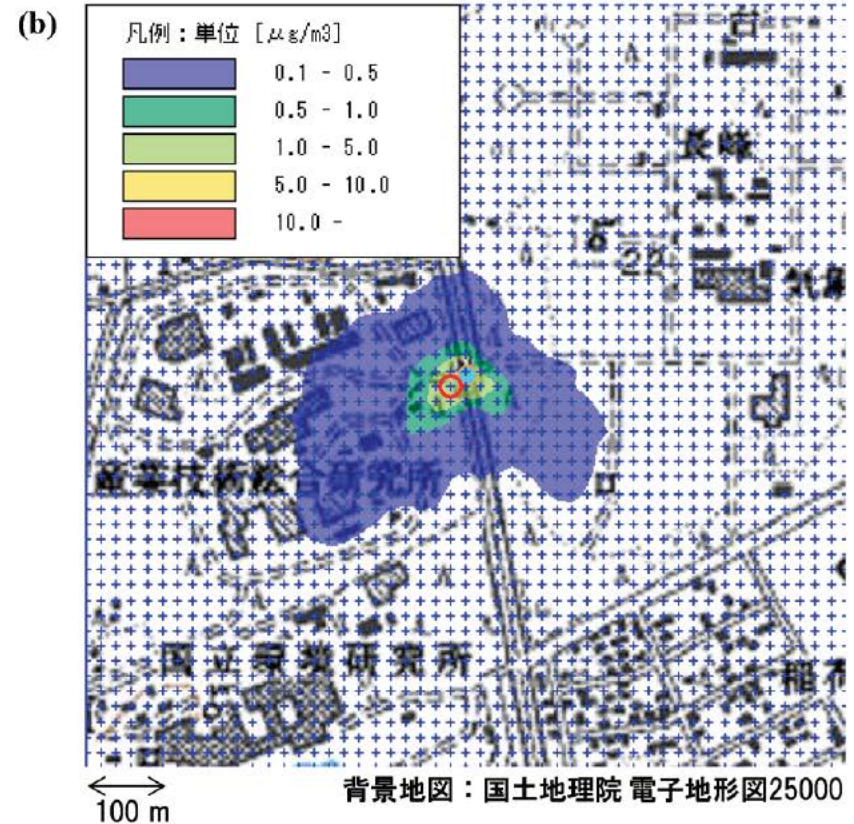 (b)
凡例：単位 [μg/m3]
0.1 - 0.5
0.5 - 1.0
1.0 - 5.0
5.0 - 10.0
10.0 -
長峰
22
産業技術総合研究所
国立環境研究所
100 m
背景地図：国土地理院 電子地形図25000